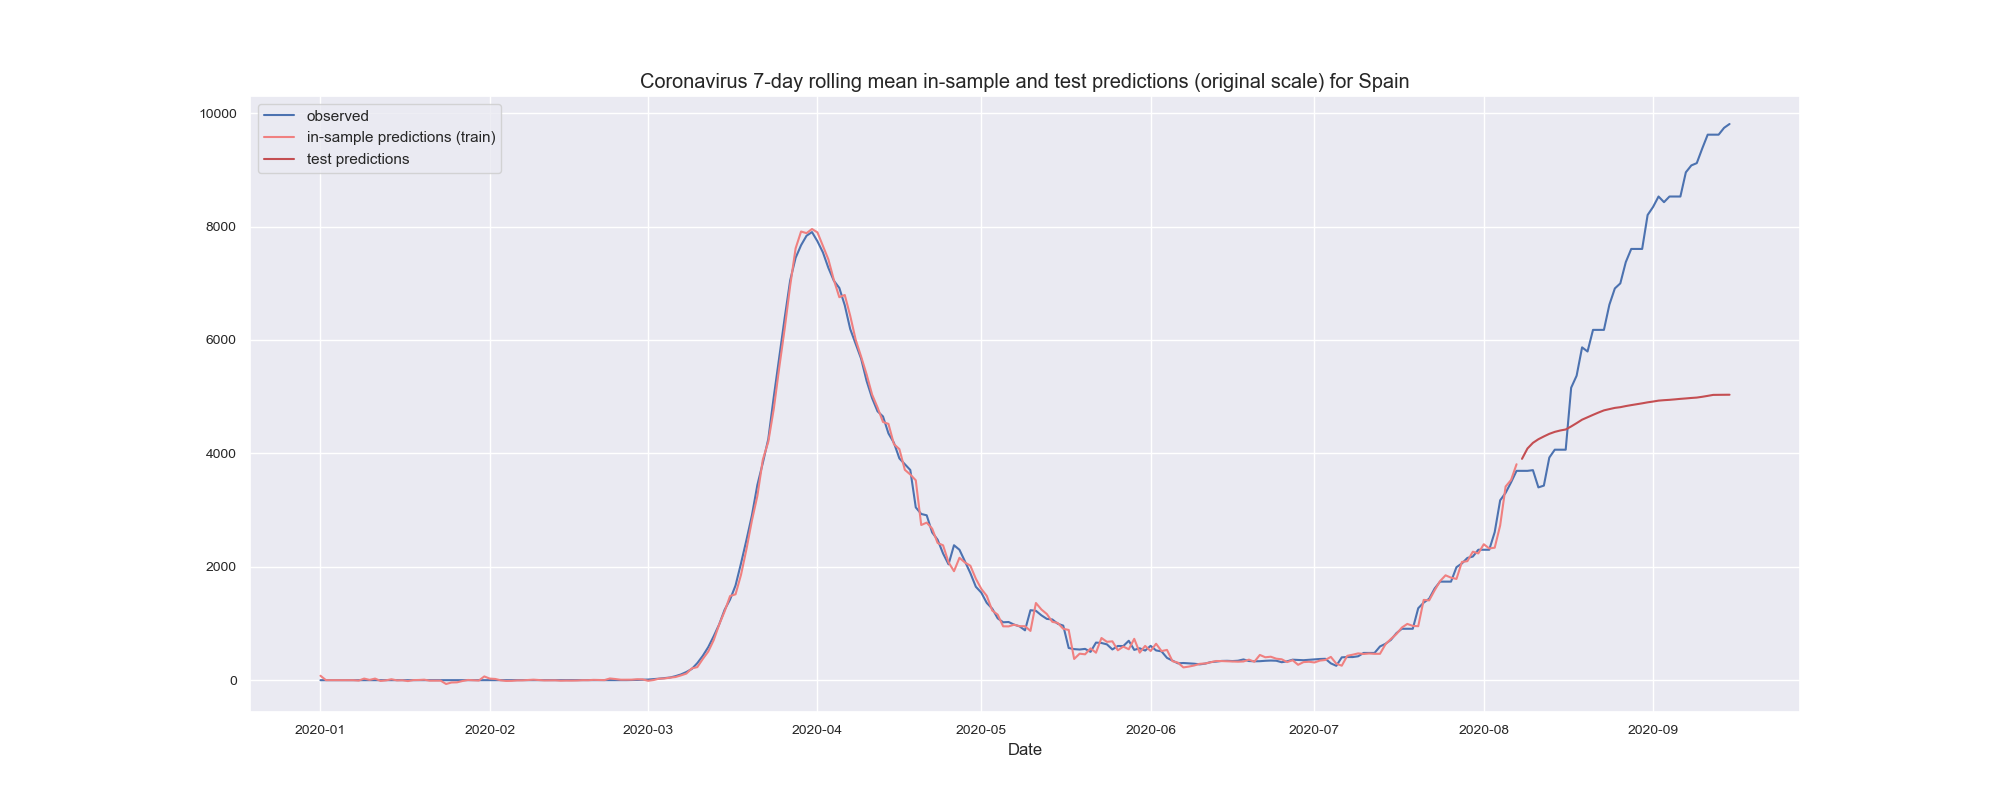 Coronavirus 7-day rolling mean in-sample and test predictions (original scale) for Spain
observed
in-sample predictions (train)
test predictions
10000
8000
6000
4000
2000
0
2020-01 2020-02 2020-03 2020-04 2020-05 2020-06 2020-07 2020-08 2020-09
Date